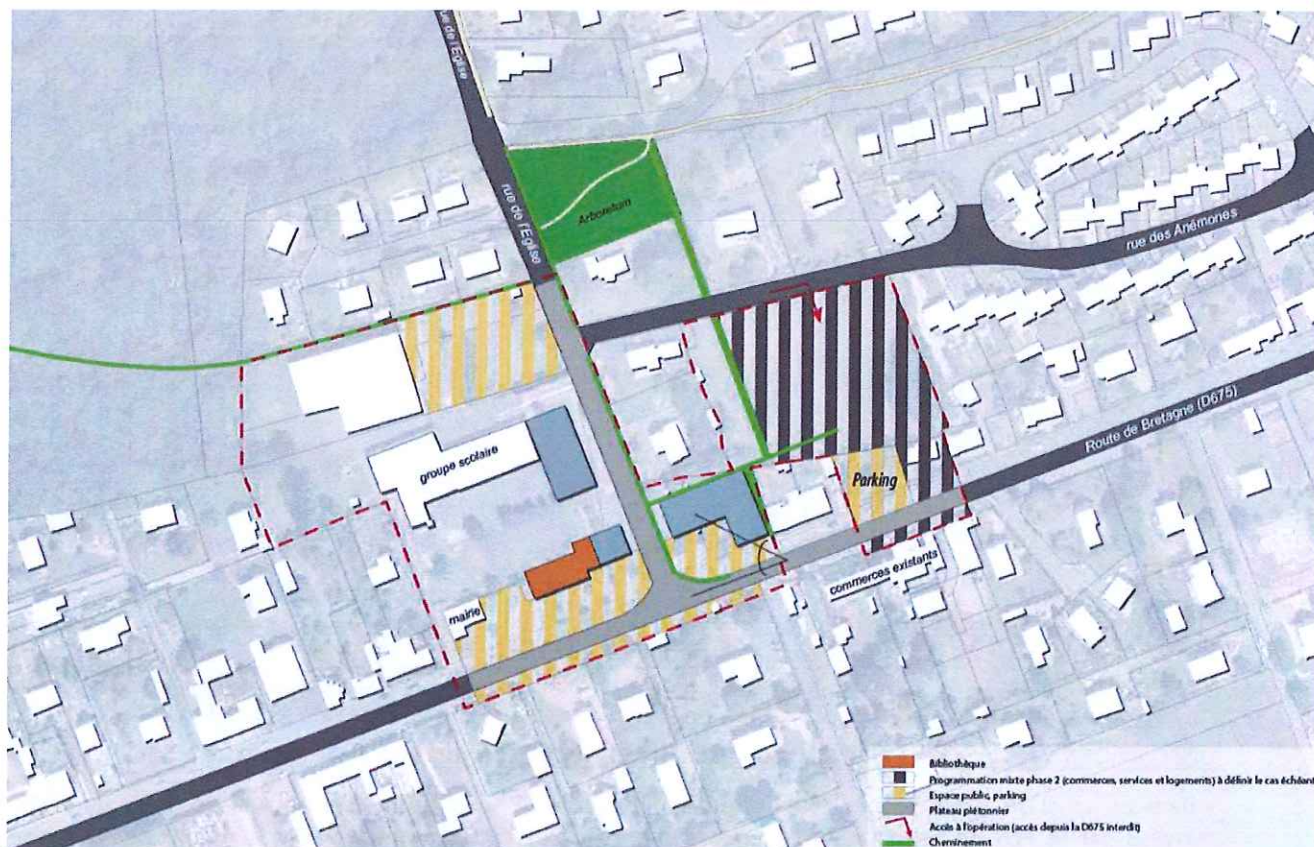 rue de l'Eglise
rue de l'Eglise
Arboretum
rue des Anémones
Route de Bretagne (D675)
groupe scolaire
Parking
commerces existants
mairie
Bibliothèque
Programmation mixte phase 2 (commerces, services et logements) à définir le cas échéant
Espace public, parking
Plateau piétonnier
Accès à l'opération (accès depuis la D675 interdit)
Cheminement